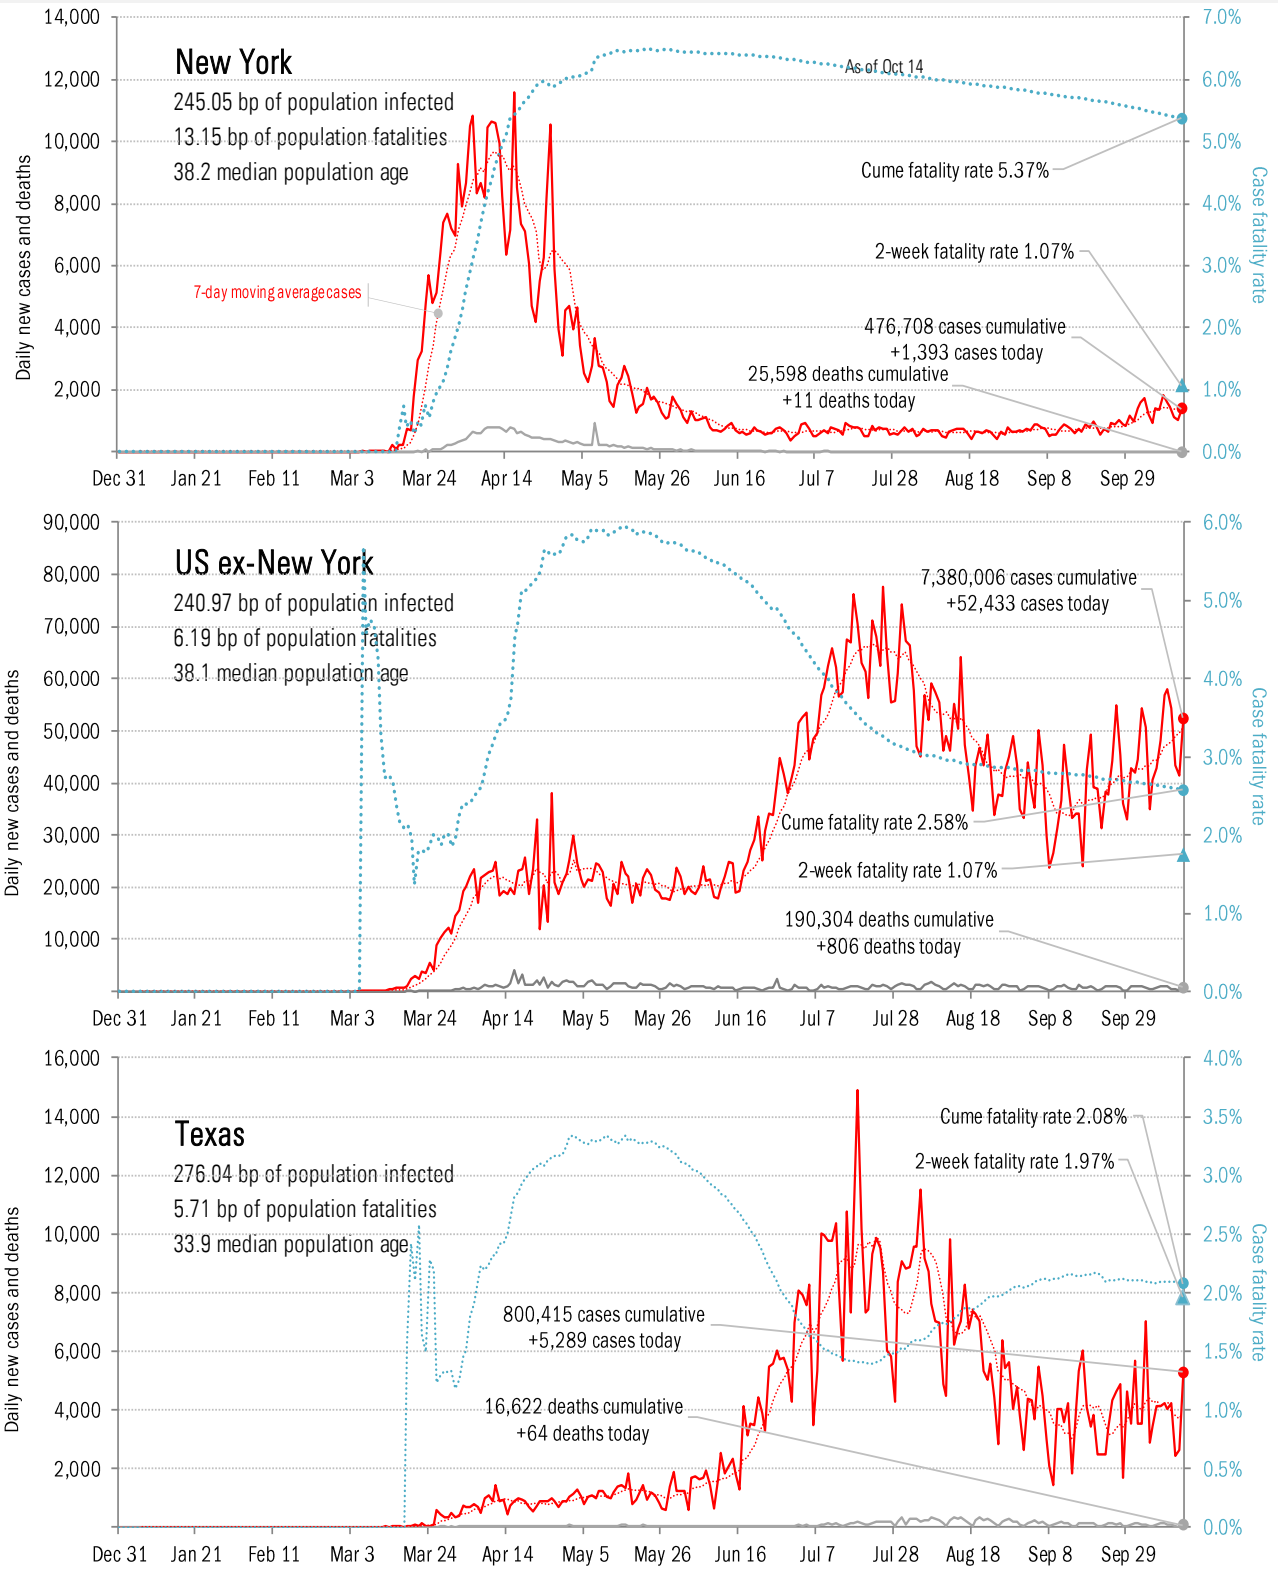 14,000
7.0%
New York
As of Oct 14
12,000
6.0%
245.05 bp of population infected
13.15 bp of population fatalities
10,000
5.0%
38.2 median population age
Cume fatality rate 5.37%
8,000
4.0%
2-week fatality rate 1.07%
6,000
3.0%
7-day moving average cases
476,708 cases cumulative
+1,393 cases today
4,000
2.0%
25,598 deaths cumulative
+11 deaths today
2,000
1.0%
0.0%
Daily new cases and deaths
Case fatality rate
Dec 31 Jan 21 Feb 11 Mar 3 Mar 24 Apr 14 May 5 May 26 Jun 16 Jul 7 Jul 28 Aug 18 Sep 8 Sep 29
90,000
6.0%
US ex-New York
80,000
7,380,006 cases cumulative
+52,433 cases today
240.97 bp of population infected
5.0%
70,000
6.19 bp of population fatalities
38.1 median population age
60,000
4.0%
50,000
3.0%
40,000
Cume fatality rate 2.58%
30,000
2.0%
2-week fatality rate 1.07%
20,000
190,304 deaths cumulative
+806 deaths today
1.0%
10,000
0.0%
Daily new cases and deaths
Case fatality rate
Dec 31 Jan 21 Feb 11 Mar 3 Mar 24 Apr 14 May 5 May 26 Jun 16 Jul 7 Jul 28 Aug 18 Sep 8 Sep 29
16,000
4.0%
14,000
Cume fatality rate 2.08%
3.5%
Texas
2-week fatality rate 1.97%
12,000
276.04 bp of population infected
3.0%
5.71 bp of population fatalities
10,000
33.9 median population age
2.5%
8,000
2.0%
800,415 cases cumulative
+5,289 cases today
6,000
1.5%
16,622 deaths cumulative
+64 deaths today
4,000
1.0%
2,000
0.5%
0.0%
Daily new cases and deaths
Case fatality rate
Dec 31 Jan 21 Feb 11 Mar 3 Mar 24 Apr 14 May 5 May 26 Jun 16 Jul 7 Jul 28 Aug 18 Sep 8 Sep 29